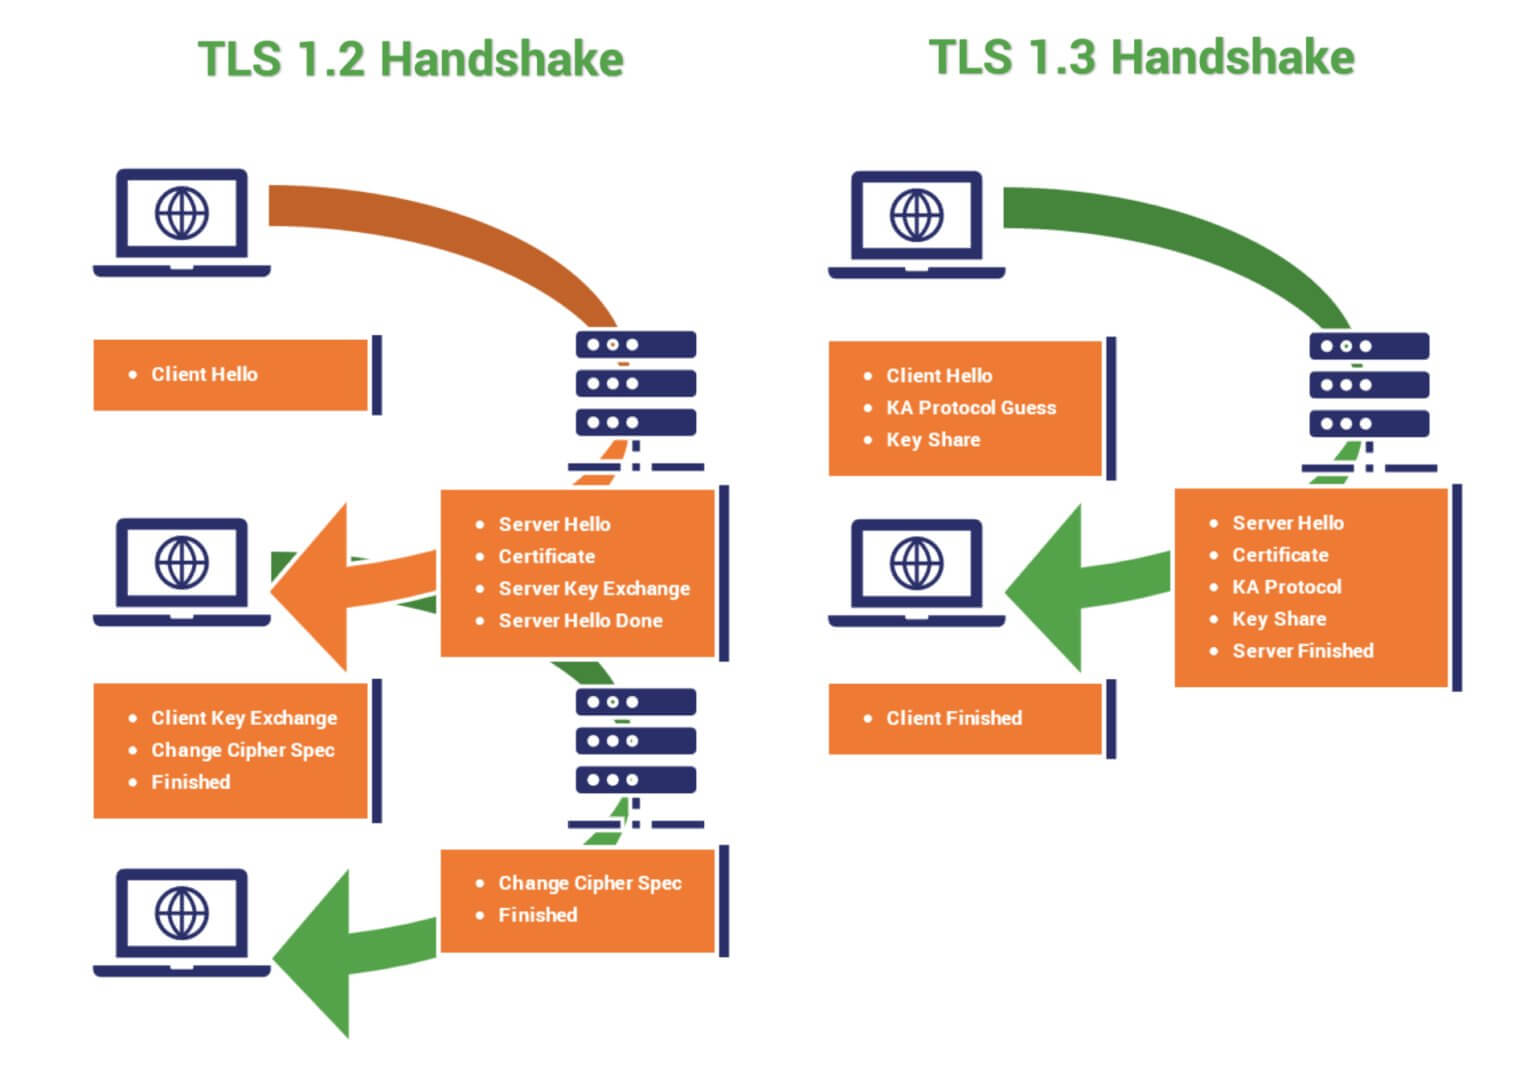 TLS 1.2 Handshake
Client Hello
Server Hello
Certificate
Server Key Exchange
Server Hello Done
Client Key Exchange
Change Cipher Spec
Finished
Change Cipher Spec
Finished
TLS 1.3 Handshake
Client Hello
KA Protocol Guess
Key Share
Server Hello
Certificate
KA Protocol
Key Share
Server Finished
Client Finished